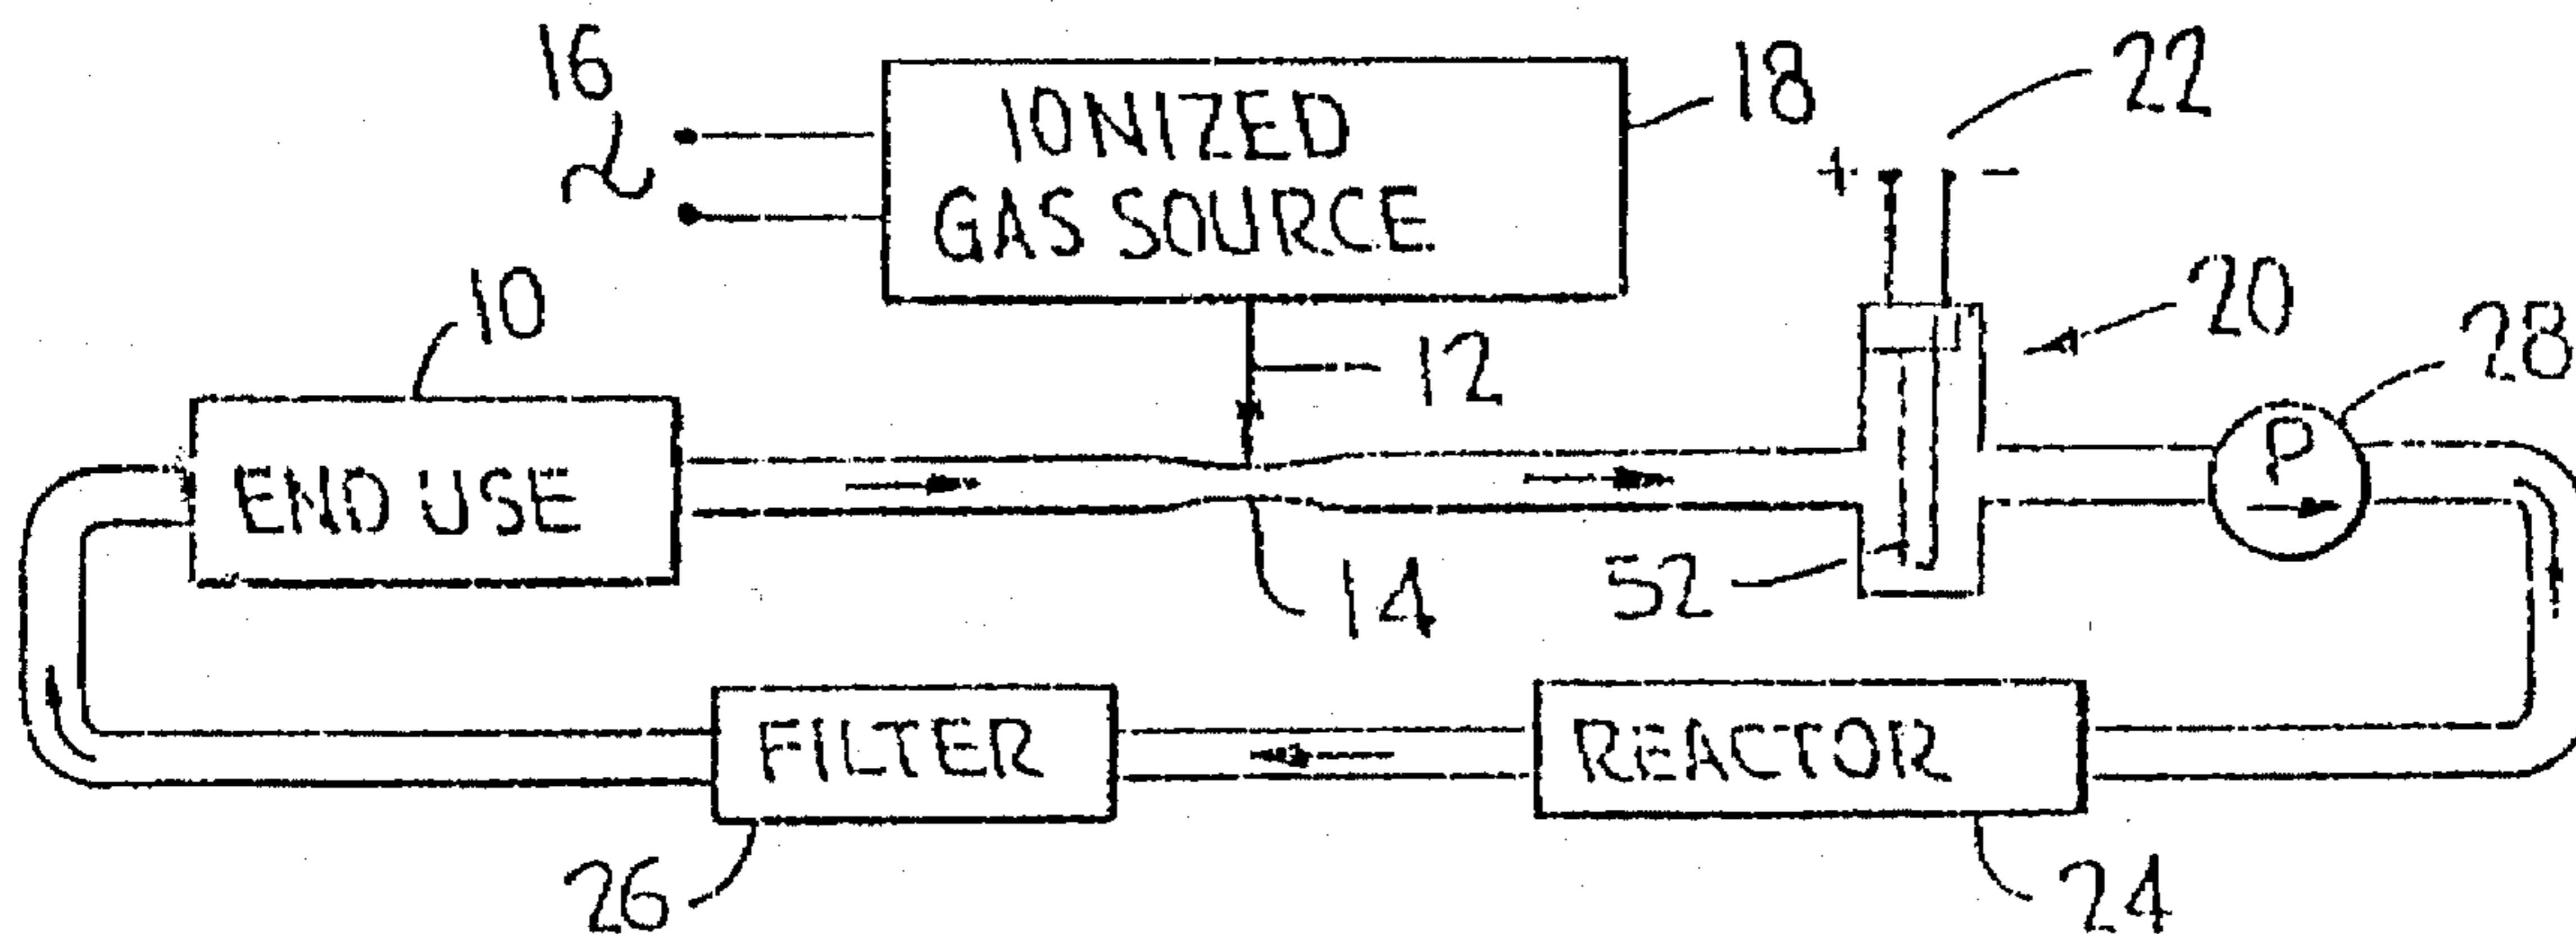 16
IONIZED
GAS SOURCE
18
22
+ -
10
12
20
28
END USE
P
14
52
FILTER
REACTOR
26
24